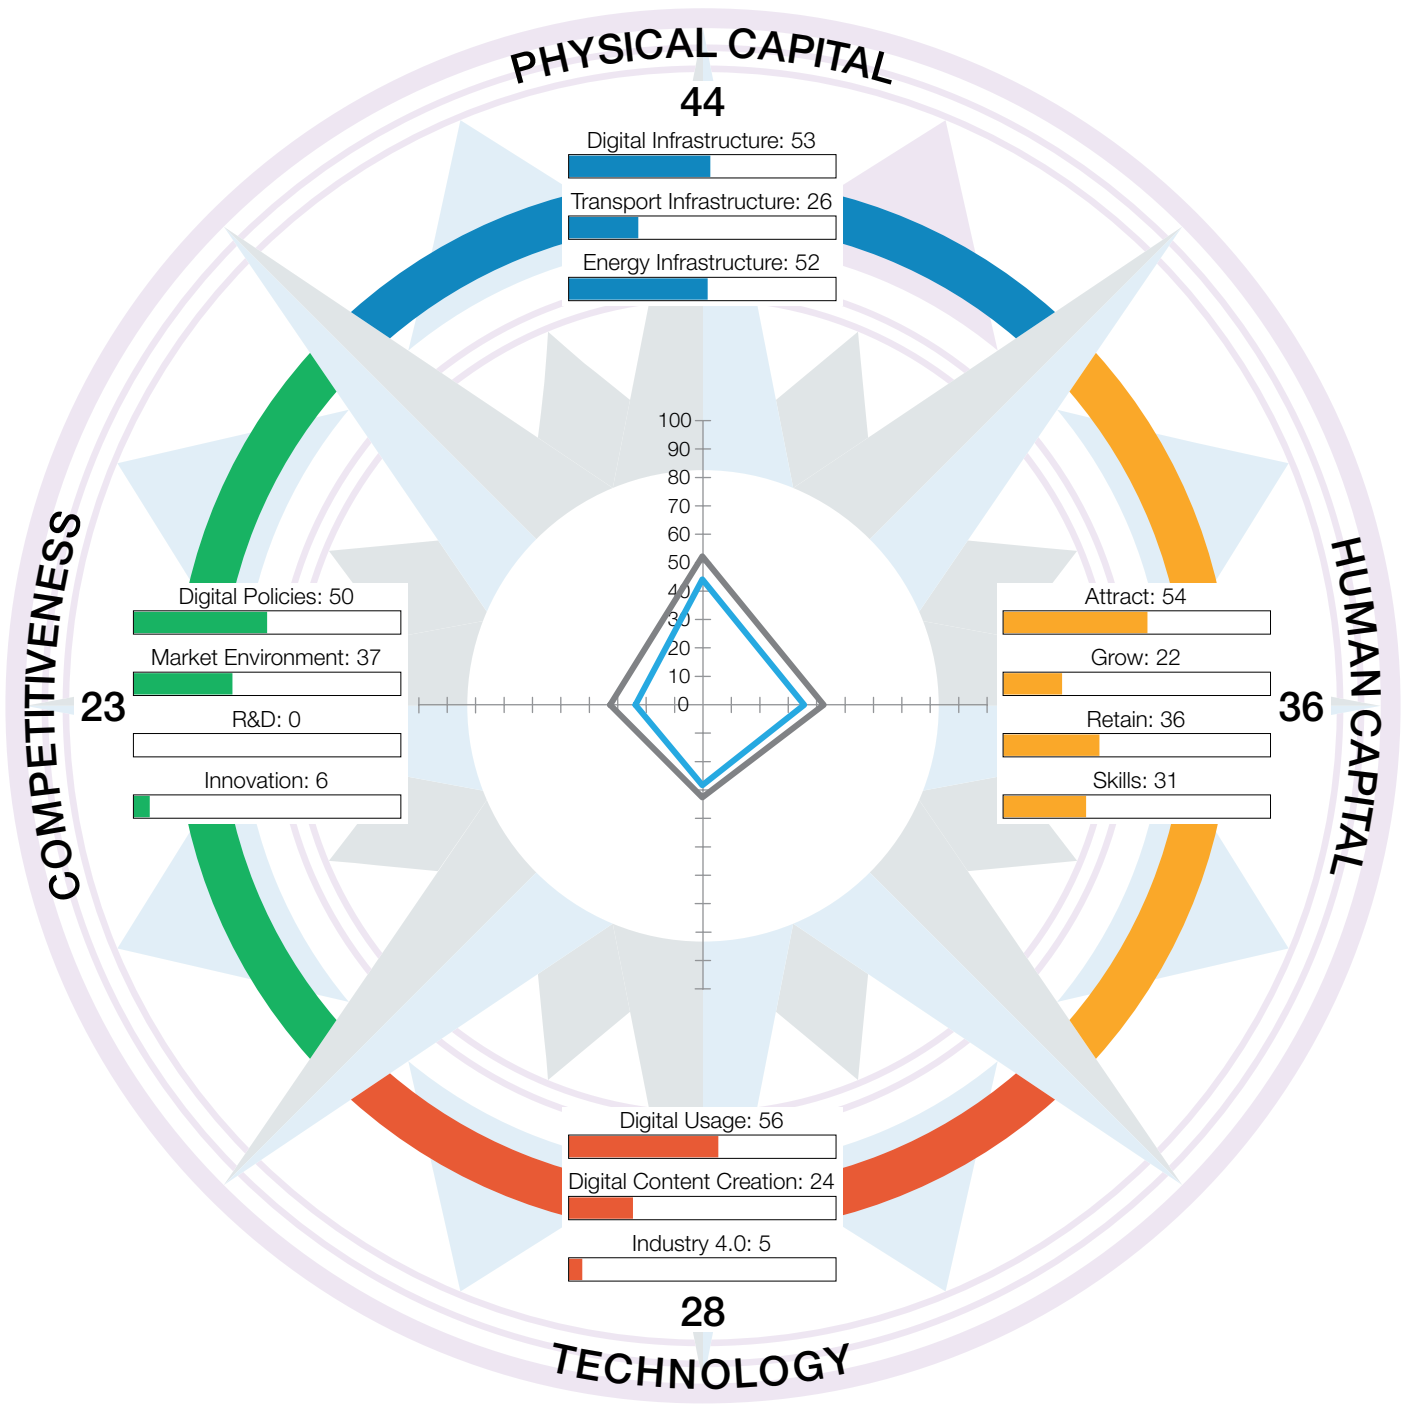 PHYSICAL CAPITAL
44
Digital Infrastructure: 53
Transport Infrastructure: 26
Energy Infrastructure: 52
100
90
80
70
60
50
40
30
20
10
0
COMPETITIVENESS
23
Digital Policies: 50
Market Environment: 37
R&D: 0
Innovation: 6
HUMAN CAPITAL
36
Attract: 54
Grow: 22
Retain: 36
Skills: 31
Digital Usage: 56
Digital Content Creation: 24
Industry 4.0: 5
28
TECHNOLOGY